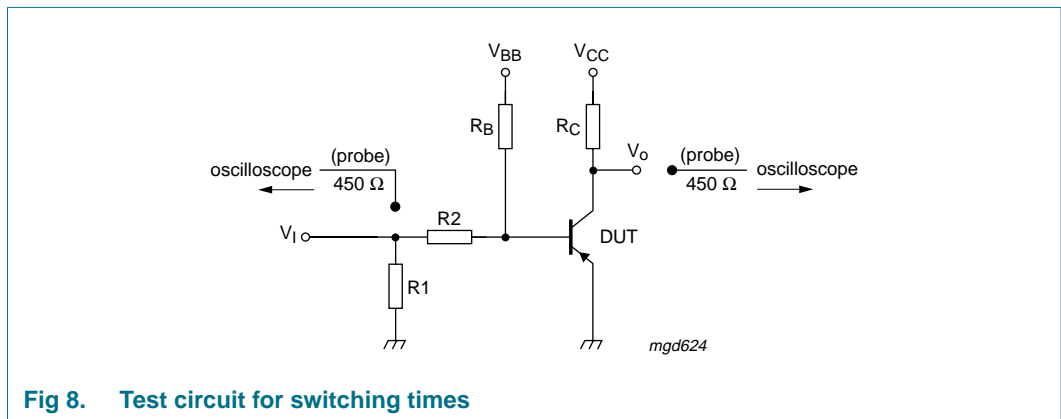 V_BB
V_CC
R_B
R_C
V_o
(probe)
oscilloscope
450 Ω
(probe)
oscilloscope
450 Ω
R2
V_I
DUT
R1
mgd624
Fig 8. Test circuit for switching times